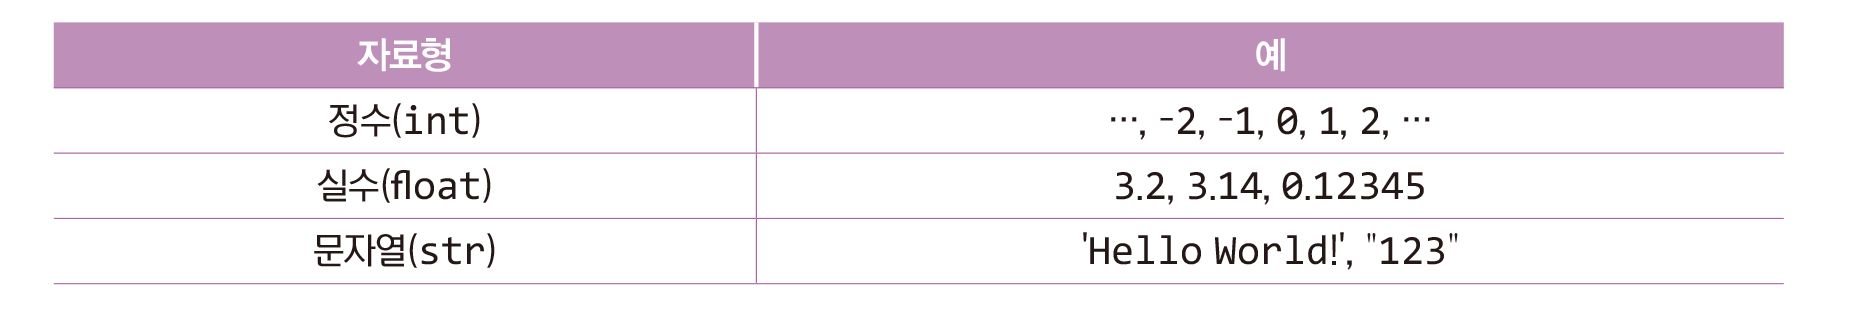 자료형 예
정수(int) …, -2, -1, 0, 1, 2, …
실수(float) 3.2, 3.14, 0.12345
문자열(str) 'Hello World!', "123"